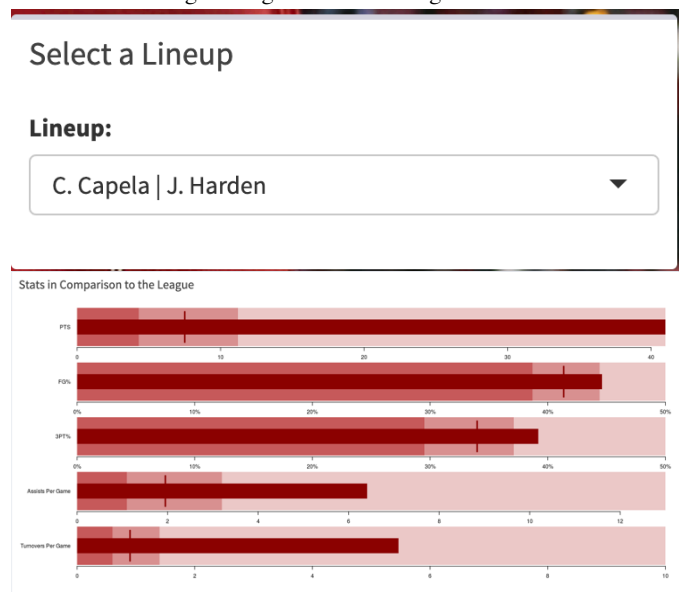 Select a Lineup
Lineup:
C. Capela | J. Harden
Stats in Comparison to the League
PTS
0 10 20 30 40
FG%
0% 10% 20% 30% 40% 50%
3PT%
0% 10% 20% 30% 40% 50%
Assists Per Game
0 2 4 6 8 10 12
Turnovers Per Game
0 2 4 6 8 10